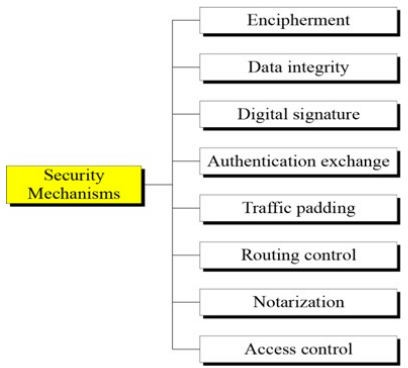 Encipherment
Data integrity
Digital signature
Authentication exchange
Security
Mechanisms
Traffic padding
Routing control
Notarization
Access control